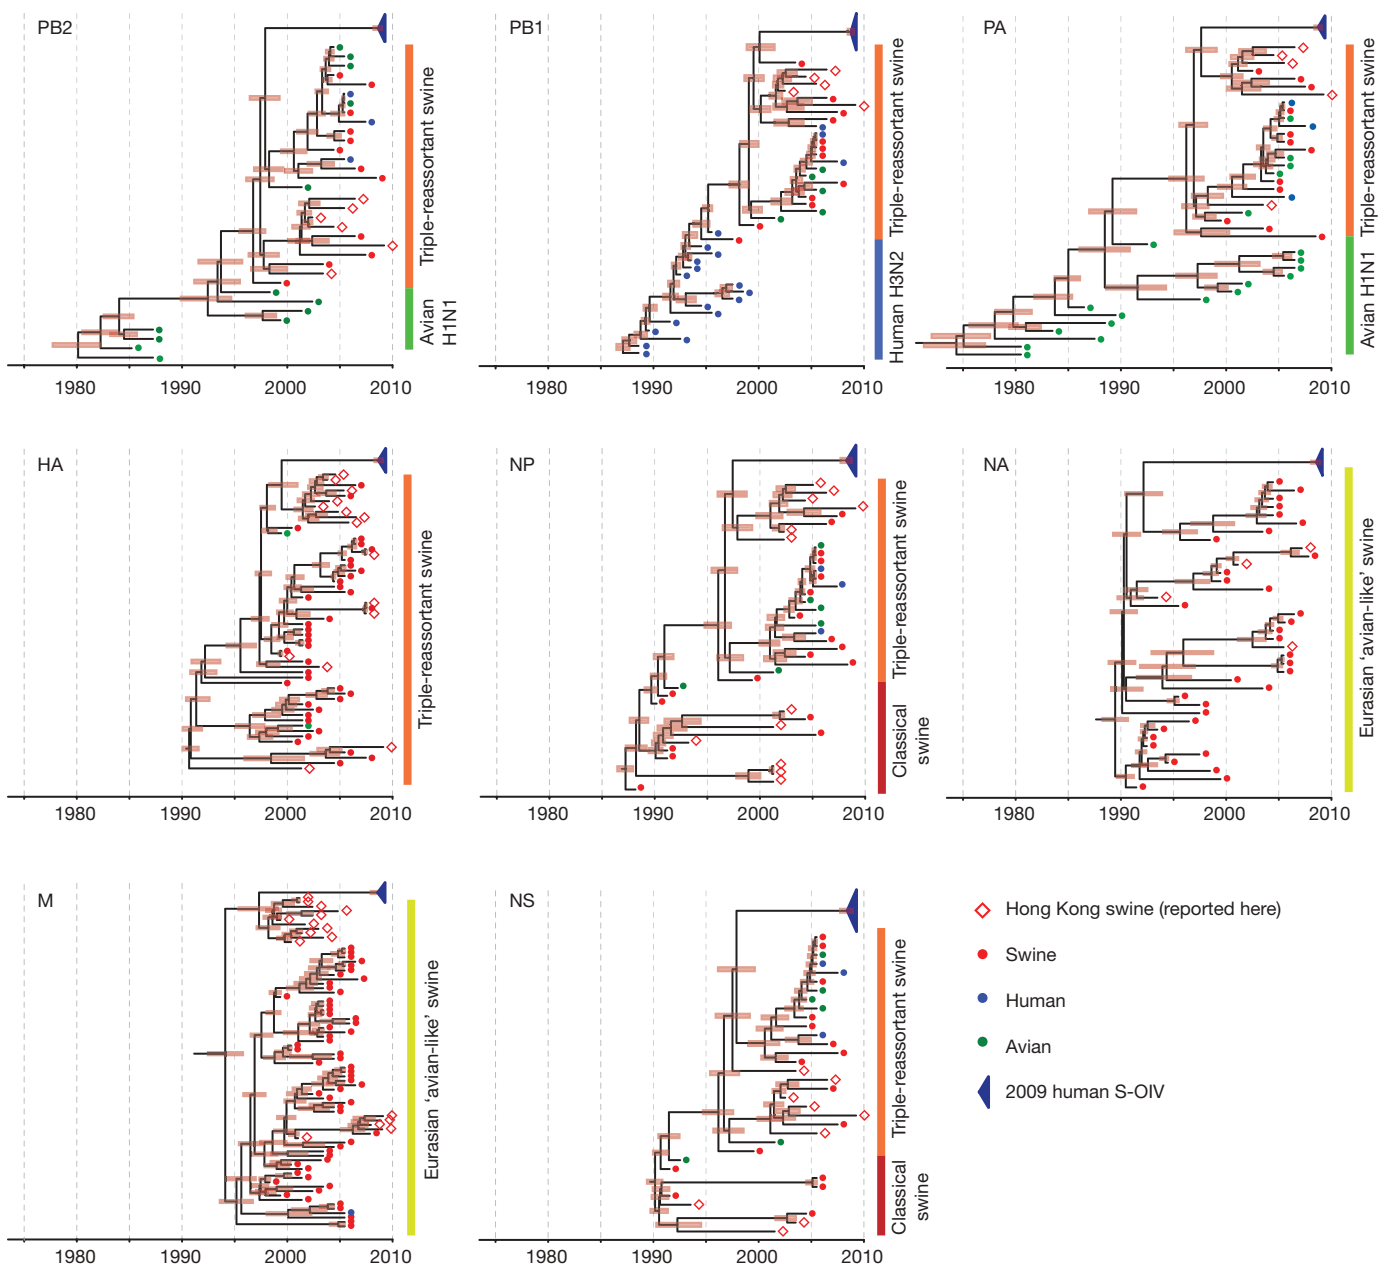 PB2
Triple-reassortant swine
Avian
H1N1
1980 1990 2000 2010
PB1
Triple-reassortant swine
Human H3N2
1980 1990 2000 2010
PA
Triple-reassortant swine
Avian H1N1
1980 1990 2000 2010
HA
Triple-reassortant swine
1980 1990 2000 2010
NP
Triple-reassortant swine
Classical
swine
1980 1990 2000 2010
NA
Eurasian ‘avian-like’ swine
1980 1990 2000 2010
M
Eurasian ‘avian-like’ swine
1980 1990 2000 2010
NS
Triple-reassortant swine
Classical
swine
1980 1990 2000 2010
Hong Kong swine (reported here)
Swine
Human
Avian
2009 human S-OIV